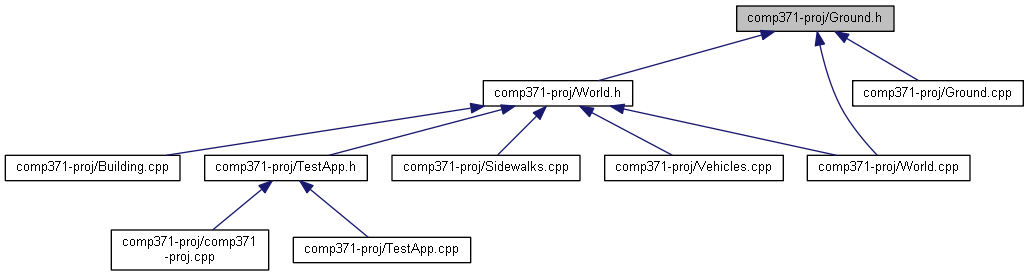 comp371-proj/Ground.h
comp371-proj/World.h
comp371-proj/Ground.cpp
comp371-proj/Building.cpp
comp371-proj/TestApp.h
comp371-proj/Sidewalks.cpp
comp371-proj/Vehicles.cpp
comp371-proj/World.cpp
comp371-proj/comp371
-proj.cpp
comp371-proj/TestApp.cpp